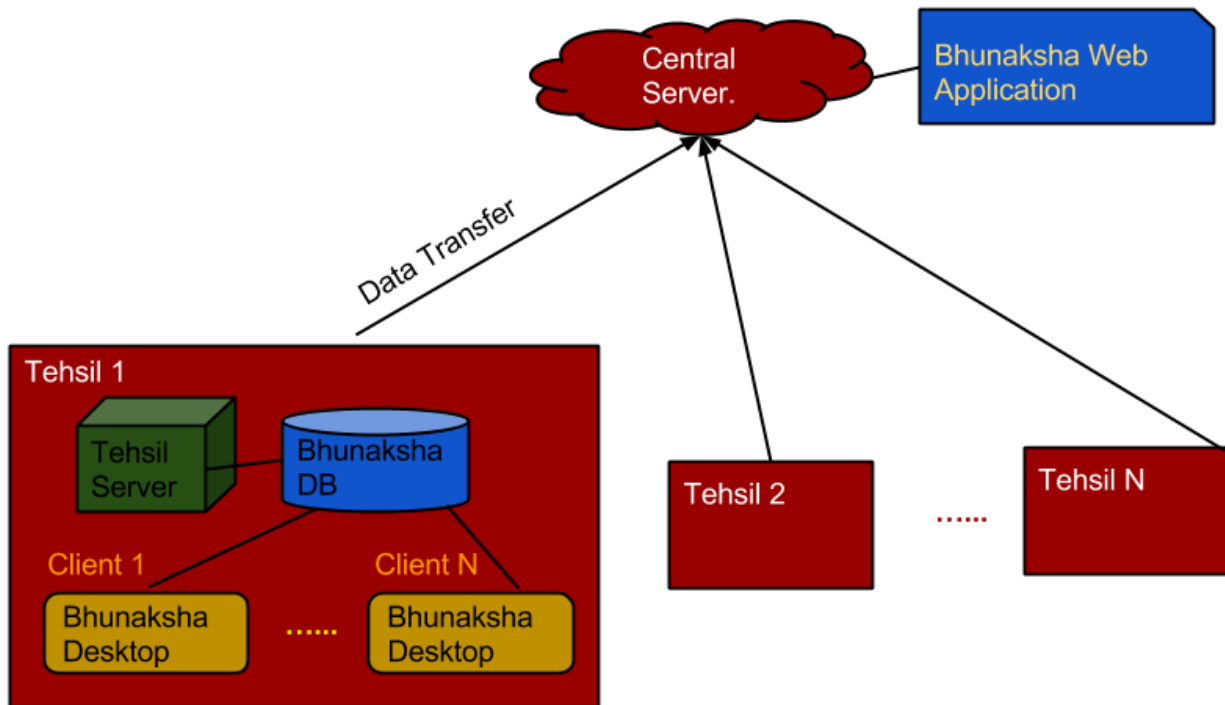 Central
Server.
Bhunaksha Web
Application
Data Transfer
Tehsil 1
Tehsil
Server
Bhunaksha
DB
Client 1
Client N
Bhunaksha
Desktop
.......
Bhunaksha
Desktop
Tehsil 2
.......
Tehsil N